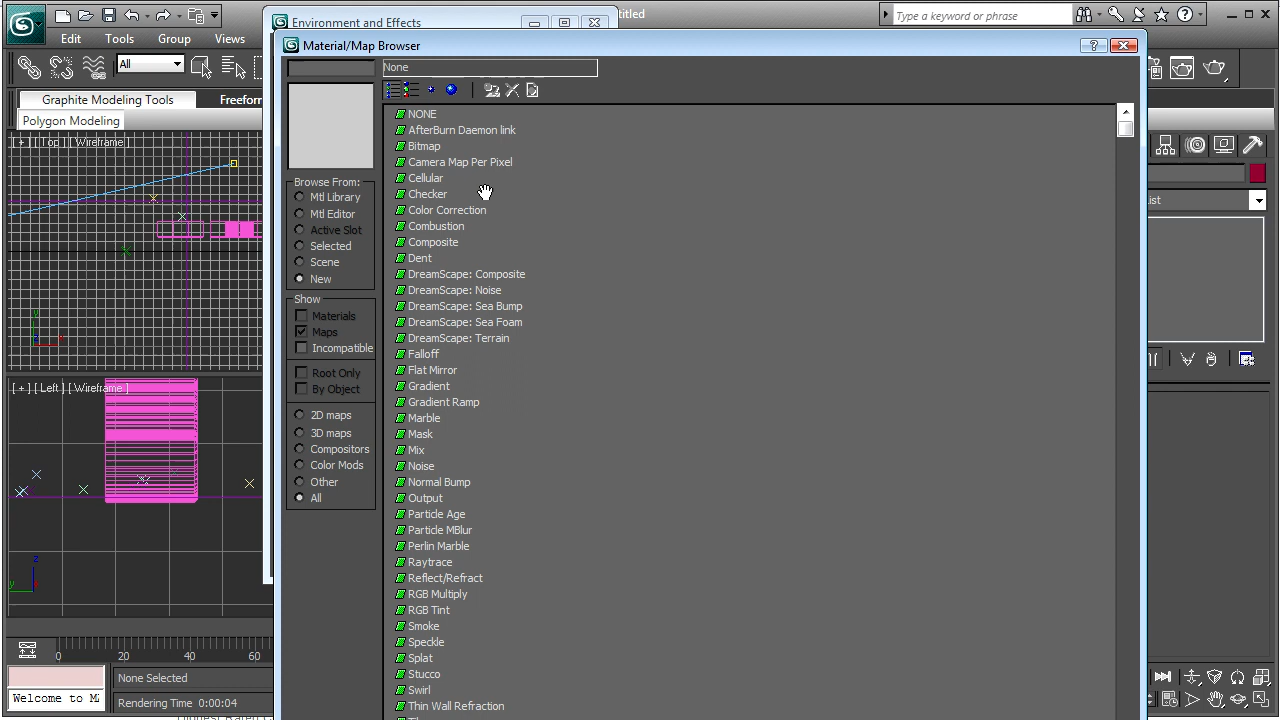 Environment and Effects
titled
Type a keyword or phrase
Edit Tools Group Views
Material/Map Browser
None
All
Graphite Modeling Tools Freeform
Polygon Modeling
[ + ] [ Top ] [ Wireframe ]
NONE
AfterBurn Daemon link
Bitmap
Camera Map Per Pixel
Cellular
Checker
Color Correction
Combustion
Composite
Dent
DreamScape: Composite
DreamScape: Noise
DreamScape: Sea Bump
DreamScape: Sea Foam
DreamScape: Terrain
Falloff
Flat Mirror
Gradient
Gradient Ramp
Marble
Mask
Mix
Noise
Normal Bump
Output
Particle Age
Particle MBlur
Perlin Marble
Raytrace
Reflect/Refract
RGB Multiply
RGB Tint
Smoke
Speckle
Splat
Stucco
Swirl
Thin Wall Refraction
Browse From:
Mtl Library
Mtl Editor
Active Slot
Selected
Scene
New
Show
Materials
Maps
Incompatible
Root Only
By Object
2D maps
3D maps
Compositors
Color Mods
Other
All
List
[ + ] [ Left ] [ Wireframe ]
z
y
0 20 40 60
None Selected
Welcome to M
Rendering Time 0:00:04